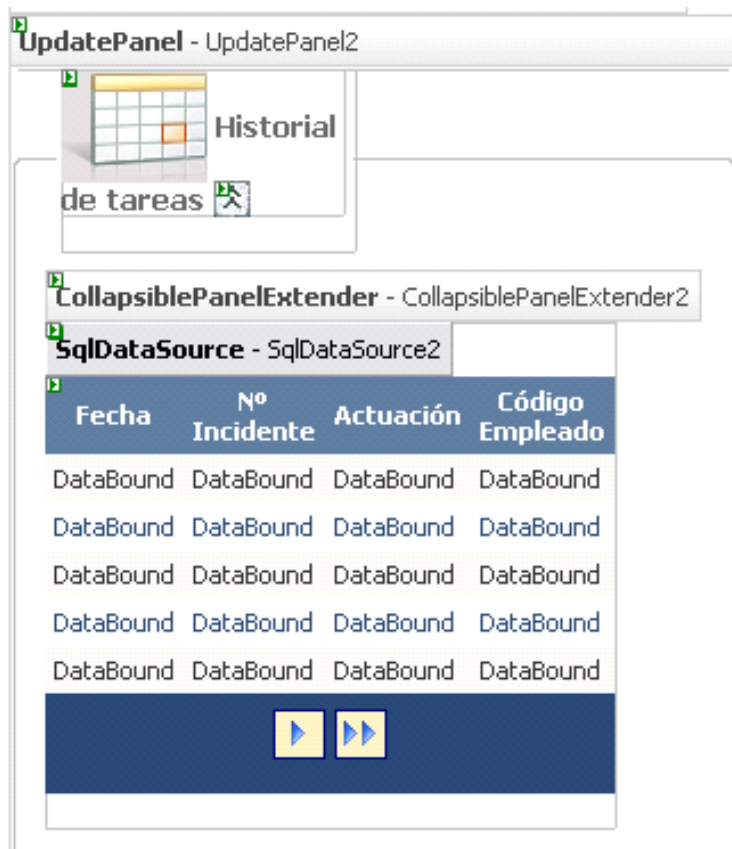 UpdatePanel - UpdatePanel2
Historial
de tareas
CollapsiblePanelExtender - CollapsiblePanelExtender2
SqlDataSource - SqlDataSource2
Fecha Nº Incidente Actuación Código Empleado
DataBound DataBound DataBound DataBound
DataBound DataBound DataBound DataBound
DataBound DataBound DataBound DataBound
DataBound DataBound DataBound DataBound
DataBound DataBound DataBound DataBound